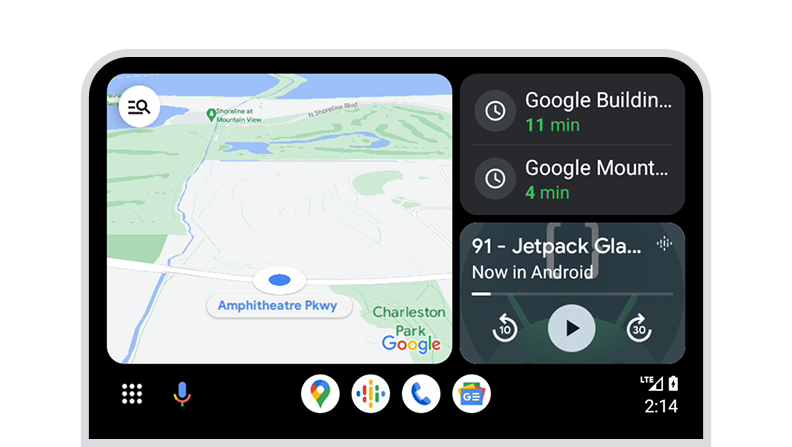 Shoreline at
Mountain View
N Shoreline Blvd
Amphitheatre Pkwy
Charleston
Park
Google
Google Buildin...
11 min
Google Mount...
4 min
91 - Jetpack Gla...
Now in Android
10
30
GE
LTE
2:14